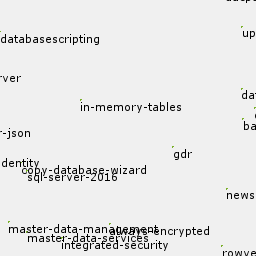 up
databasescripting
rver
dat
in-memory-tables
ba
r-json
gdr
dentity
copy-database-wizard
sql-server-2016
news
master-data-management
always-encrypted
master-data-services
integrated-security
rowve